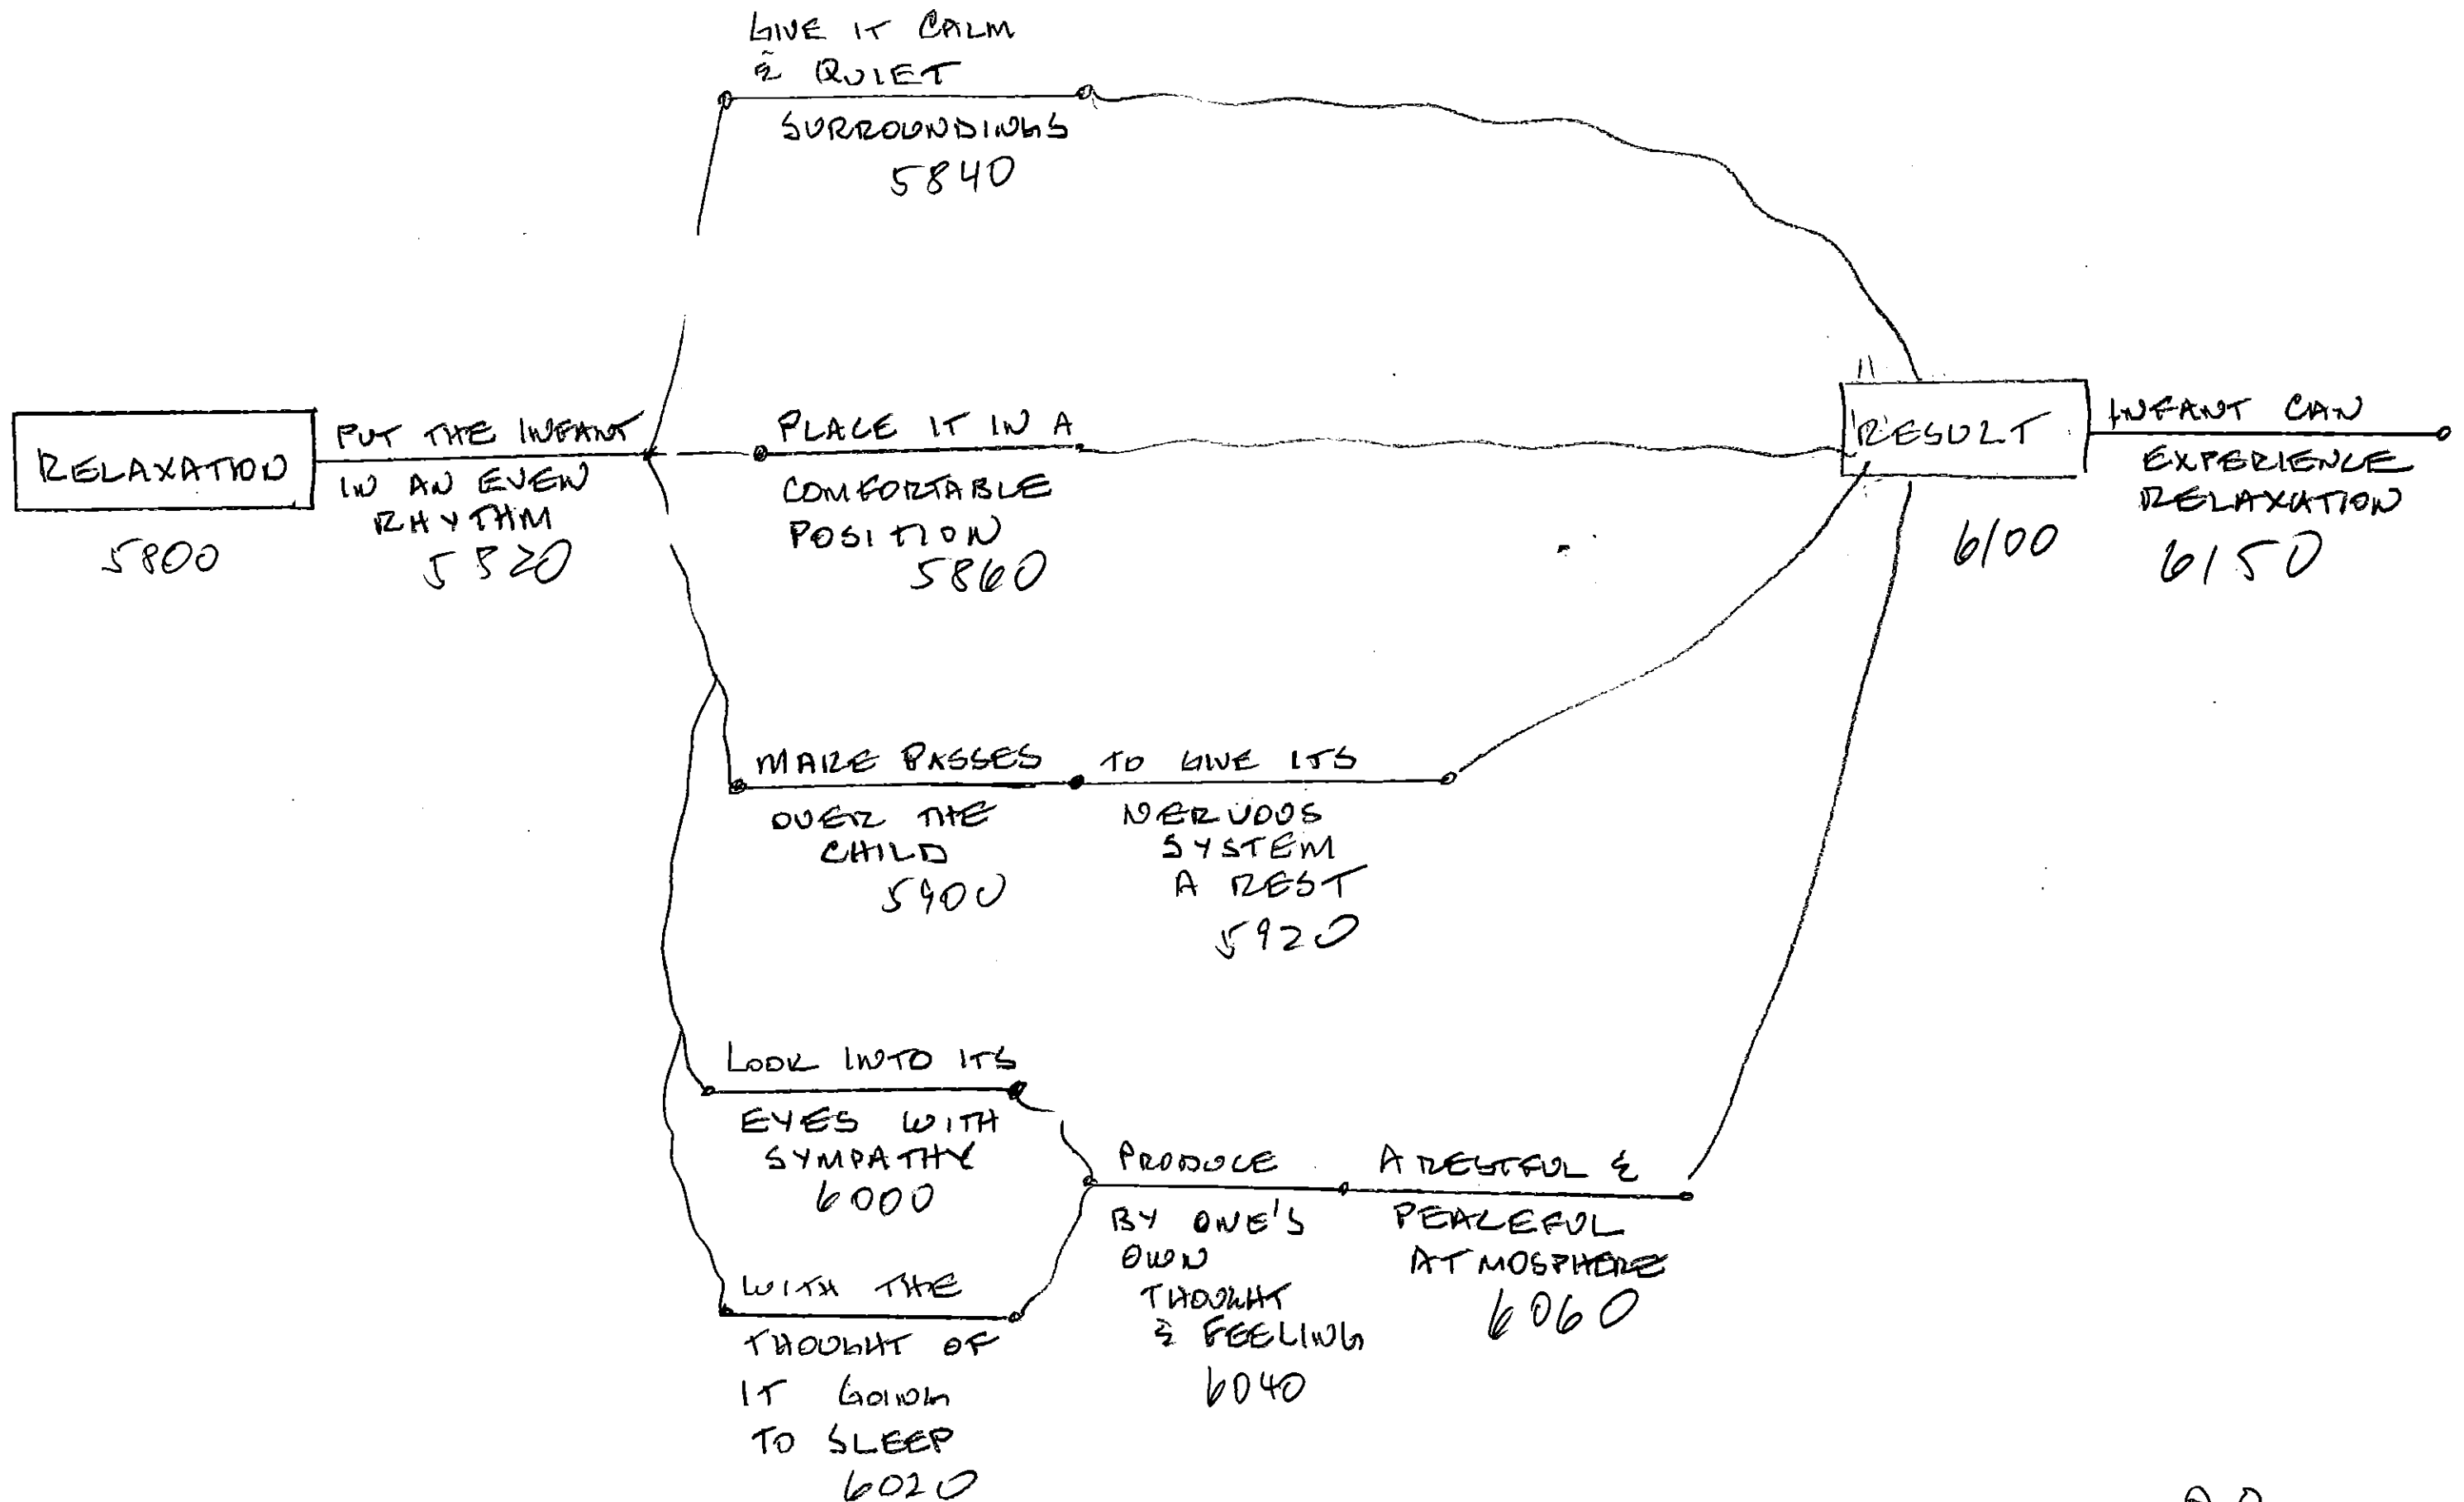 GIVE IT CALM
& QUIET
SURROUNDINGS
5840
RELAXATION
5800
PUT THE INFANT
IN AN EVEN
RHYTHM
5820
PLACE IT IN A
COMFORTABLE
POSITION
5860
RESULT
6100
INFANT CAN
EXPERIENCE
RELAXATION
6150
MAKE PASSES
OVER THE
CHILD
5900
TO GIVE ITS
NERVOUS
SYSTEM
A REST
5920
LOOK INTO ITS
EYES WITH
SYMPATHY
6000
WITH THE
THOUGHT OF
IT GOING
TO SLEEP
6020
PRODUCE
BY ONE'S
OWN
THOUGHT
& FEELING
6040
A RESTFUL &
PEACEFUL
ATMOSPHERE
6060